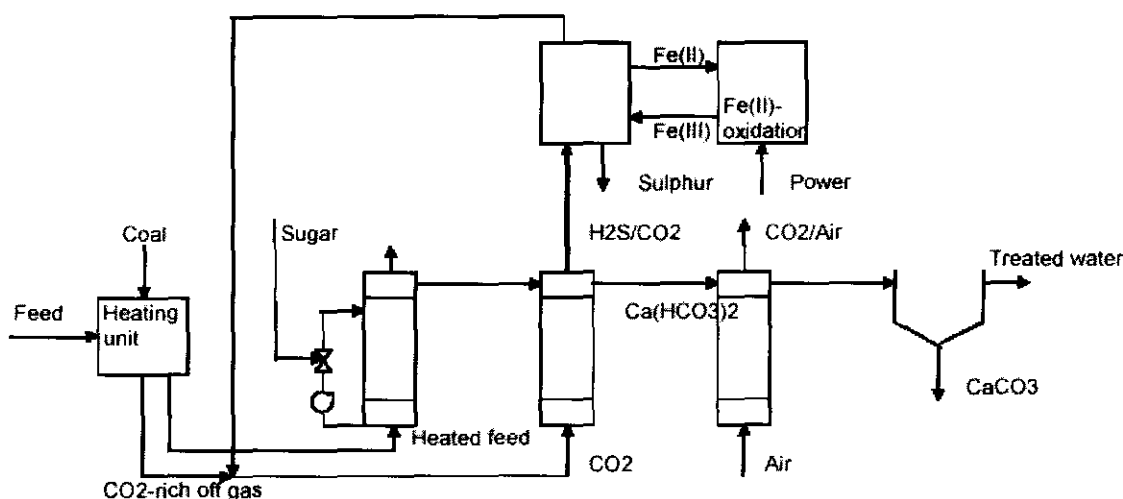 Fe(II)
Fe(II)-
oxidation
Fe(III)
Sulphur
Power
Coal
Sugar
H2S/CO2
CO2/Air
Treated water
Feed
Heating
unit
Ca(HCO3)2
CaCO3
Heated feed
CO2
Air
CO2-rich off gas